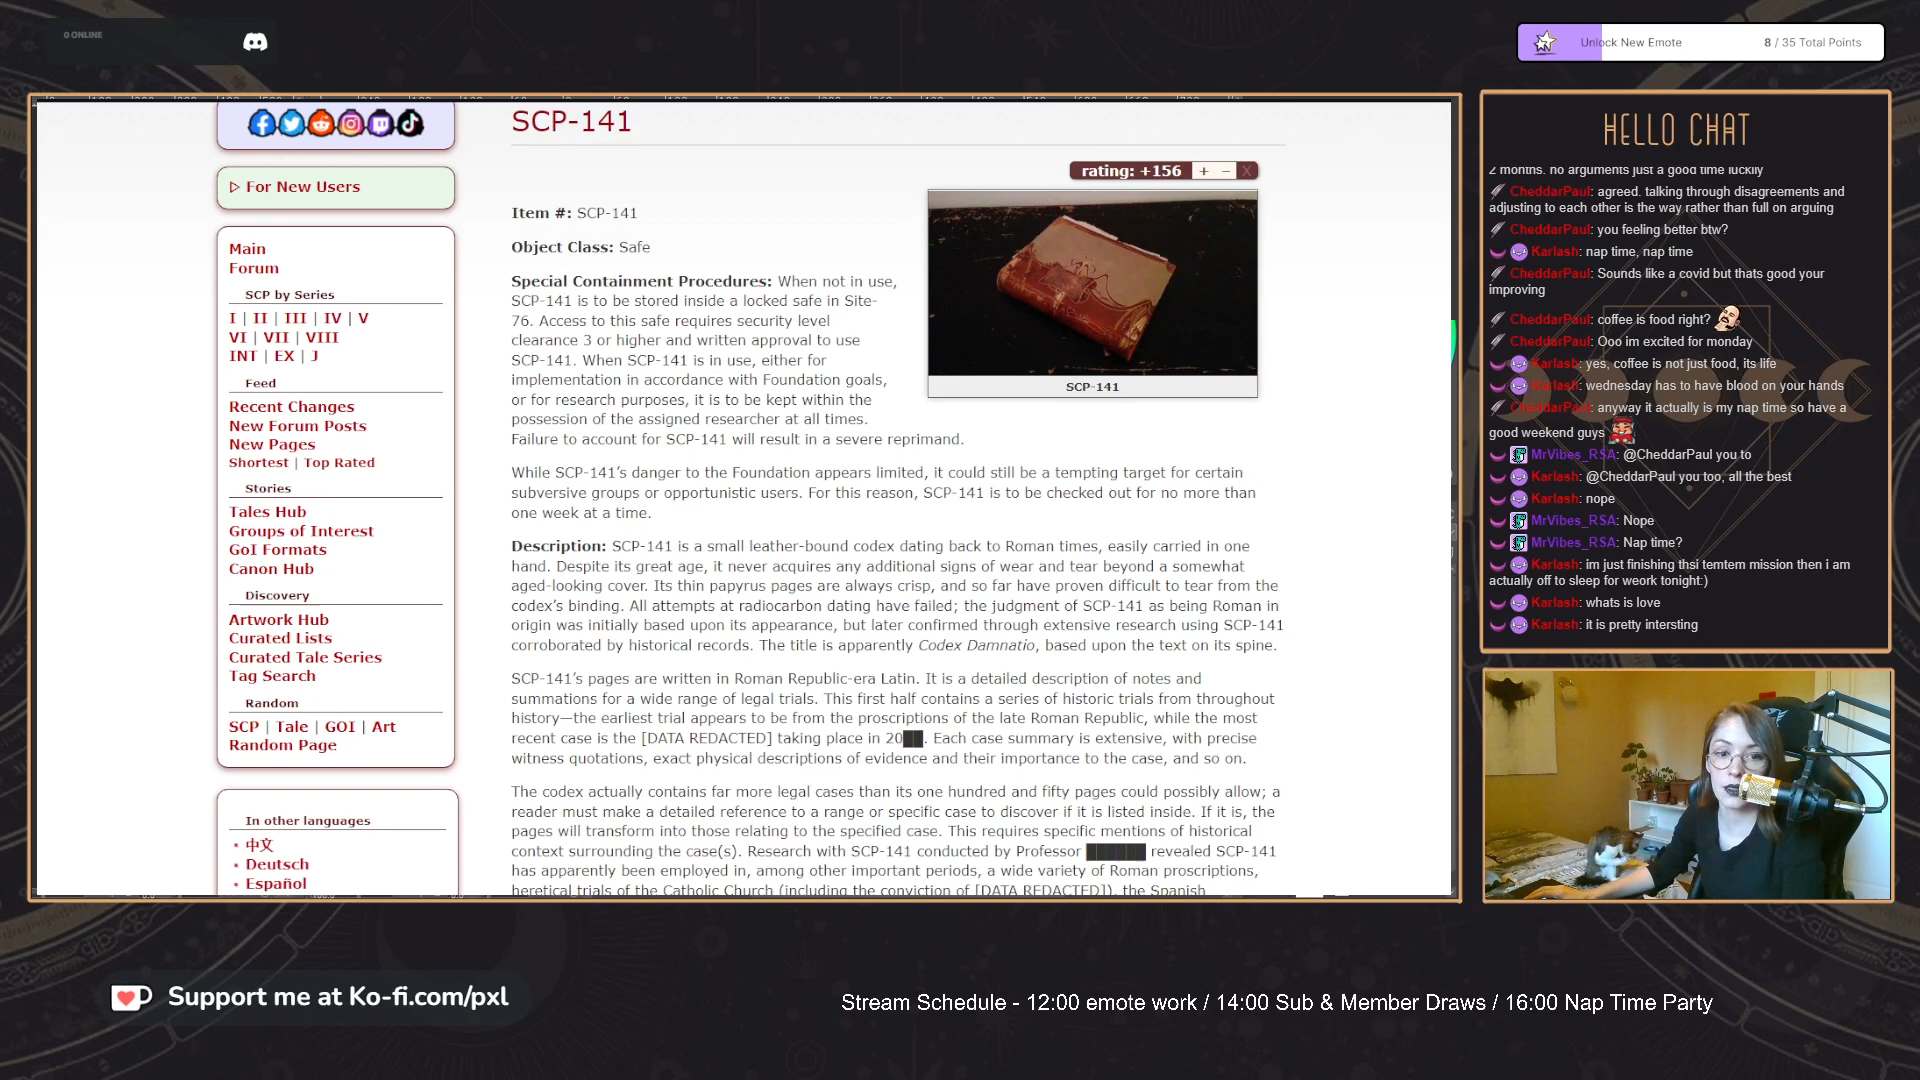 0 ONLINE
Unlock New Emote
8 / 35 Total Points
▷ For New Users
Main
Forum
SCP by Series
I | II | III | IV | V
VI | VII | VIII
INT | EX | J
Feed
Recent Changes
New Forum Posts
New Pages
Shortest | Top Rated
Stories
Tales Hub
Groups of Interest
GoI Formats
Canon Hub
Discovery
Artwork Hub
Curated Lists
Curated Tale Series
Tag Search
Random
SCP | Tale | GOI | Art
Random Page
In other languages
中文
Deutsch
Español
SCP-141
rating: +156 + − X
Item #: SCP-141
Object Class: Safe
Special Containment Procedures: When not in use,
SCP-141 is to be stored inside a locked safe in Site-
76. Access to this safe requires security level
clearance 3 or higher and written approval to use
SCP-141. When SCP-141 is in use, either for
implementation in accordance with Foundation goals,
or for research purposes, it is to be kept within the
possession of the assigned researcher at all times.
Failure to account for SCP-141 will result in a severe reprimand.
SCP-141
While SCP-141’s danger to the Foundation appears limited, it could still be a tempting target for certain
subversive groups or opportunistic users. For this reason, SCP-141 is to be checked out for no more than
one week at a time.
Description: SCP-141 is a small leather-bound codex dating back to Roman times, easily carried in one
hand. Despite its great age, it never acquires any additional signs of wear and tear beyond a somewhat
aged-looking cover. Its thin papyrus pages are always crisp, and so far have proven difficult to tear from the
codex’s binding. All attempts at radiocarbon dating have failed; the judgment of SCP-141 as being Roman in
origin was initially based upon its appearance, but later confirmed through extensive research using SCP-141
corroborated by historical records. The title is apparently Codex Damnatio, based upon the text on its spine.
SCP-141’s pages are written in Roman Republic-era Latin. It is a detailed description of notes and
summations for a wide range of legal trials. This first half contains a series of historic trials from throughout
history—the earliest trial appears to be from the proscriptions of the late Roman Republic, while the most
recent case is the [DATA REDACTED] taking place in 20██. Each case summary is extensive, with precise
witness quotations, exact physical descriptions of evidence and their importance to the case, and so on.
The codex actually contains far more legal cases than its one hundred and fifty pages could possibly allow; a
reader must make a detailed reference to a range or specific case to discover if it is listed inside. If it is, the
pages will transform into those relating to the specified case. This requires specific mentions of historical
context surrounding the case(s). Research with SCP-141 conducted by Professor ██████ revealed SCP-141
has apparently been employed in, among other important periods, a wide variety of Roman proscriptions,
heretical trials of the Catholic Church (including the conviction of [DATA REDACTED]), the Spanish
HELLO CHAT
2 months. no arguments just a good time luckily
CheddarPaul: agreed. talking through disagreements and
adjusting to each other is the way rather than full on arguing
CheddarPaul: you feeling better btw?
Karlash: nap time, nap time
CheddarPaul: Sounds like a covid but thats good your
improving
CheddarPaul: coffee is food right?
CheddarPaul: Ooo im excited for monday
Karlash: yes, coffee is not just food, its life
Karlash: wednesday has to have blood on your hands
CheddarPaul: anyway it actually is my nap time so have a
good weekend guys
MrVibes_RSA: @CheddarPaul you to
Karlash: @CheddarPaul you too, all the best
Karlash: nope
MrVibes_RSA: Nope
MrVibes_RSA: Nap time?
Karlash: im just finishing thsi temtem mission then i am
actually off to sleep for weork tonight:)
Karlash: whats is love
Karlash: it is pretty intersting
Support me at Ko-fi.com/pxl
Stream Schedule - 12:00 emote work / 14:00 Sub & Member Draws / 16:00 Nap Time Party